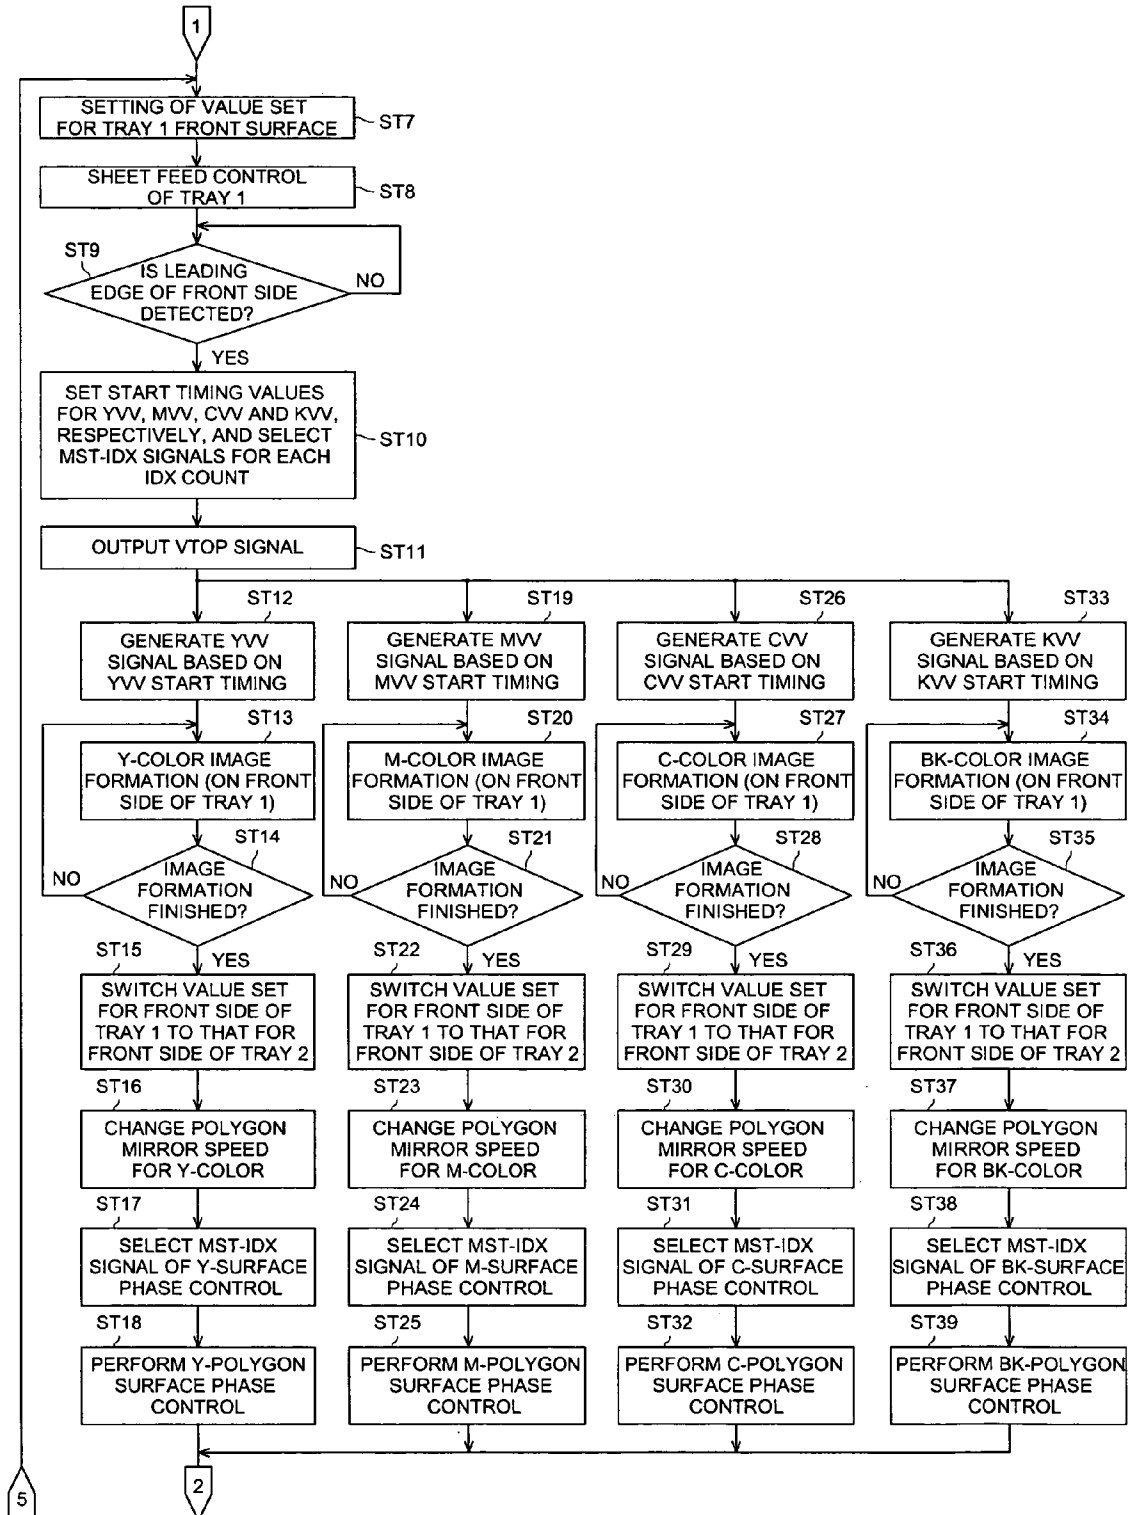 1
SETTING OF VALUE SET
FOR TRAY 1 FRONT SURFACE
ST7
SHEET FEED CONTROL
OF TRAY 1
ST8
ST9
IS LEADING
EDGE OF FRONT SIDE
DETECTED?
NO
YES
SET START TIMING VALUES
FOR YVV, MVV, CVV AND KVV,
RESPECTIVELY, AND SELECT
MST-IDX SIGNALS FOR EACH
IDX COUNT
ST10
OUTPUT VTOP SIGNAL
ST11
ST12
GENERATE YVV
SIGNAL BASED ON
YVV START TIMING
ST13
Y-COLOR IMAGE
FORMATION (ON FRONT
SIDE OF TRAY 1)
ST14
NO
IMAGE
FORMATION
FINISHED?
ST15
YES
SWITCH VALUE SET
FOR FRONT SIDE OF
TRAY 1 TO THAT FOR
FRONT SIDE OF TRAY 2
ST16
CHANGE POLYGON
MIRROR SPEED
FOR Y-COLOR
ST17
SELECT MST-IDX
SIGNAL OF Y-SURFACE
PHASE CONTROL
ST18
PERFORM Y-POLYGON
SURFACE PHASE
CONTROL
ST19
GENERATE MVV
SIGNAL BASED ON
MVV START TIMING
ST20
M-COLOR IMAGE
FORMATION (ON FRONT
SIDE OF TRAY 1)
ST21
NO
IMAGE
FORMATION
FINISHED?
ST22
YES
SWITCH VALUE SET
FOR FRONT SIDE OF
TRAY 1 TO THAT FOR
FRONT SIDE OF TRAY 2
ST23
CHANGE POLYGON
MIRROR SPEED
FOR M-COLOR
ST24
SELECT MST-IDX
SIGNAL OF M-SURFACE
PHASE CONTROL
ST25
PERFORM M-POLYGON
SURFACE PHASE
CONTROL
ST26
GENERATE CVV
SIGNAL BASED ON
CVV START TIMING
ST27
C-COLOR IMAGE
FORMATION (ON FRONT
SIDE OF TRAY 1)
ST28
NO
IMAGE
FORMATION
FINISHED?
ST29
YES
SWITCH VALUE SET
FOR FRONT SIDE OF
TRAY 1 TO THAT FOR
FRONT SIDE OF TRAY 2
ST30
CHANGE POLYGON
MIRROR SPEED
FOR C-COLOR
ST31
SELECT MST-IDX
SIGNAL OF C-SURFACE
PHASE CONTROL
ST32
PERFORM C-POLYGON
SURFACE PHASE
CONTROL
ST33
GENERATE KVV
SIGNAL BASED ON
KVV START TIMING
ST34
BK-COLOR IMAGE
FORMATION (ON FRONT
SIDE OF TRAY 1)
ST35
NO
IMAGE
FORMATION
FINISHED?
ST36
YES
SWITCH VALUE SET
FOR FRONT SIDE OF
TRAY 1 TO THAT FOR
FRONT SIDE OF TRAY 2
ST37
CHANGE POLYGON
MIRROR SPEED
FOR BK-COLOR
ST38
SELECT MST-IDX
SIGNAL OF BK-SURFACE
PHASE CONTROL
ST39
PERFORM BK-POLYGON
SURFACE PHASE
CONTROL
5
2